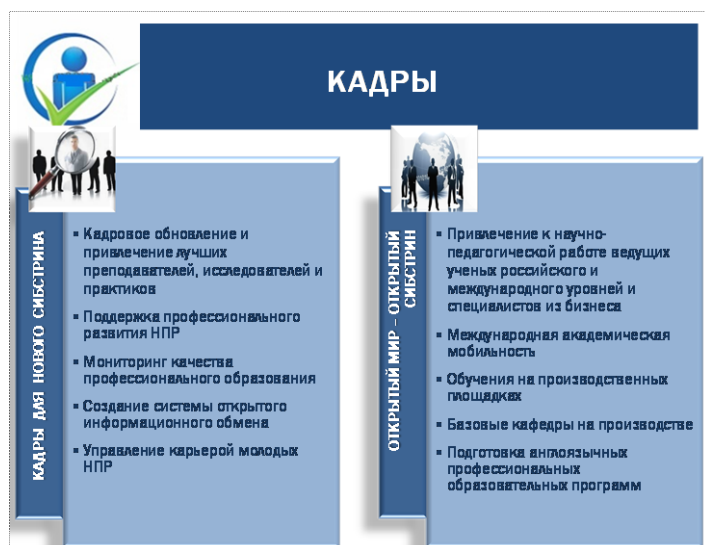 КАДРЫ
КАДРЫ ДЛЯ НОВОГО СИБСТРИНА
▪ Кадровое обновление и
привлечение лучших
преподавателей, исследователей и
практиков
▪ Поддержка профессионального
развития НПР
▪ Мониторинг качества
профессионального образования
▪ Создание системы открытого
информационного обмена
▪ Управление карьерой молодых
НПР
ОТКРЫТЫЙ МИР – ОТКРЫТЫЙ
СИБСТРИН
▪ Привлечение к научно-
педагогической работе ведущих
ученых российского и
международного уровней и
специалистов из бизнеса
▪ Международная академическая
мобильность
▪ Обучения на производственных
площадках
▪ Базовые кафедры на производстве
▪ Подготовка англоязычных
профессиональных
образовательных программ